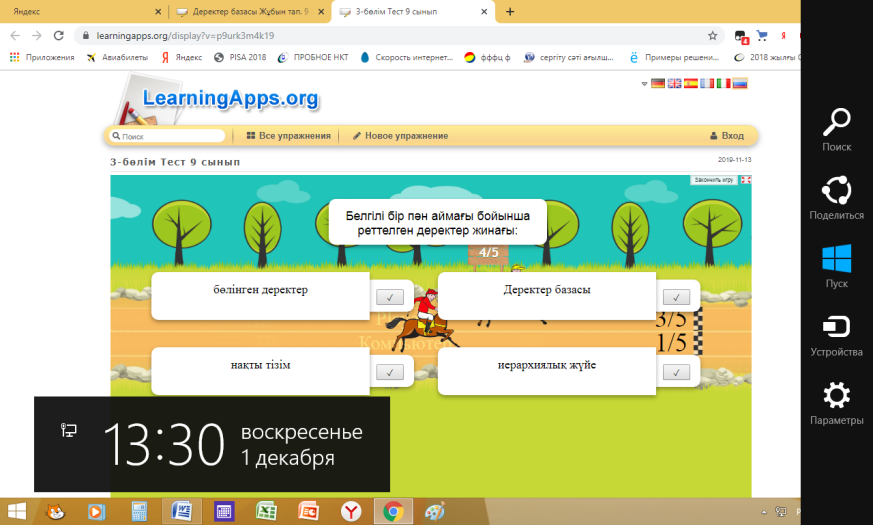 Яндекс
Деректер базасы Жұбын тап. 9
3-бөлім Тест 9 сынып
learningapps.org/display?v=p9urk3m4k19
4
Приложения
Авиабилеты
Яндекс
PISA 2018
ПРОБНОЕ НКТ
Скорость интернет...
фффц ф
сергіту сәті ағылш...
Примеры решени...
2018 жылғы
LearningApps.org
Поиск
Все упражнения
Новое упражнение
Вход
3-бөлім Тест 9 сынып
2019-11-13
Закончить игру
Белгілі бір пән аймағы бойынша
реттелген деректер жинағы:
4/5
бөлінген деректер
Деректер базасы
3/5
1/5
нақты тізім
иерархиялық жүйе
13:30
воскресенье
1 декабря
Поиск
Поделиться
Пуск
Устройства
Параметры